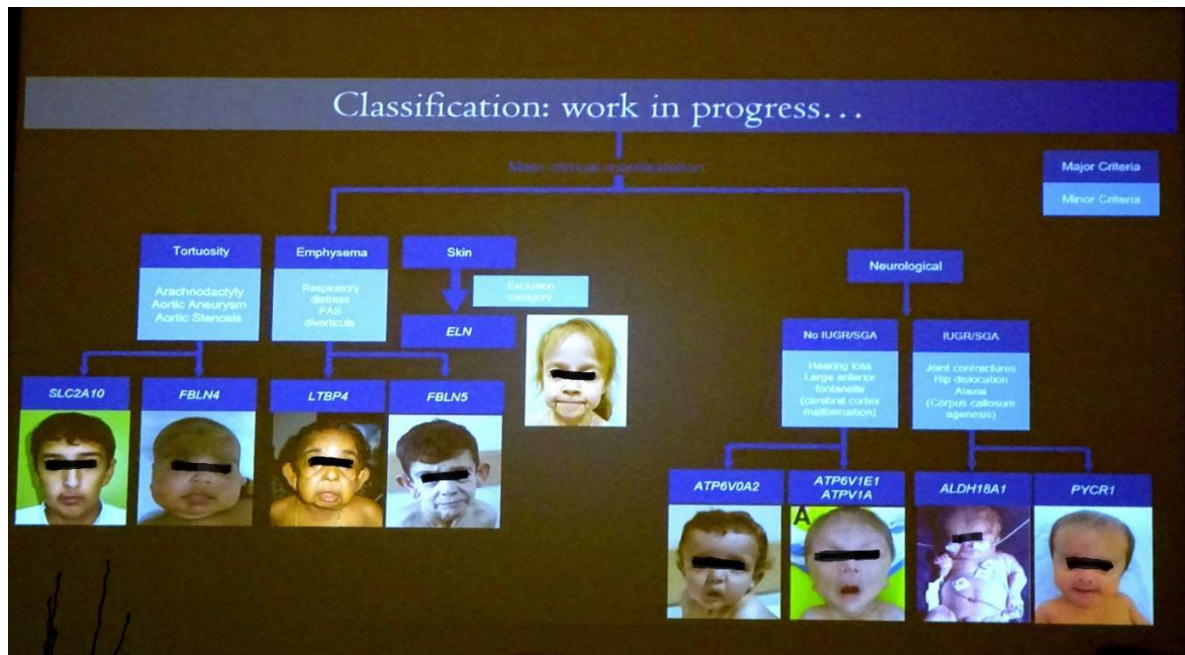 Classification: work in progress…
Main clinical manifestation
Major Criteria
Minor Criteria
Tortuosity
Arachnodactyly
Aortic Aneurysm
Aortic Stenosis
Emphysema
Respiratory
distress
PAS
diverticula
Skin
Exclusion
category
ELN
Neurological
No IUGR/SGA
Hearing loss
Large anterior
fontanelle
(cerebral cortex
malformation)
IUGR/SGA
Joint contractures
Hip dislocation
Ataxia
(Corpus callosum
agenesis)
SLC2A10
FBLN4
LTBP4
FBLN5
ATP6V0A2
ATP6V1E1
ATPV1A
ALDH18A1
PYCR1
A